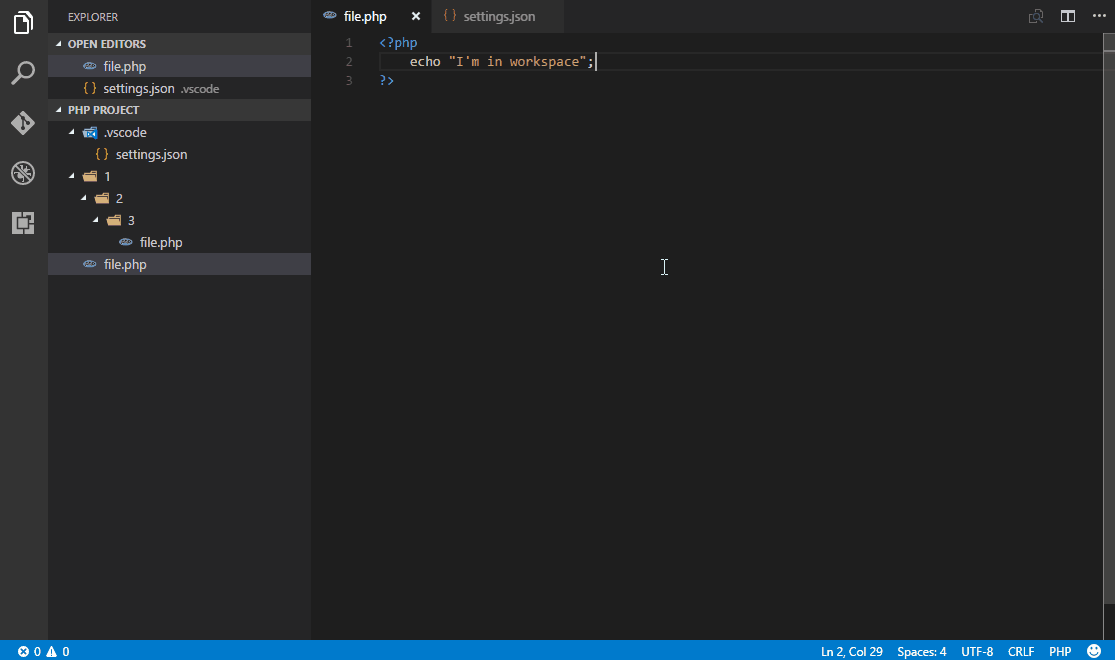 EXPLORER
OPEN EDITORS
file.php
{ } settings.json .vscode
PHP PROJECT
.vscode
{ } settings.json
1
2
3
file.php
file.php
file.php × { } settings.json
1 <?php
2 echo "I'm in workspace";
3 ?>
0 0 Ln 2, Col 29 Spaces: 4 UTF-8 CRLF PHP